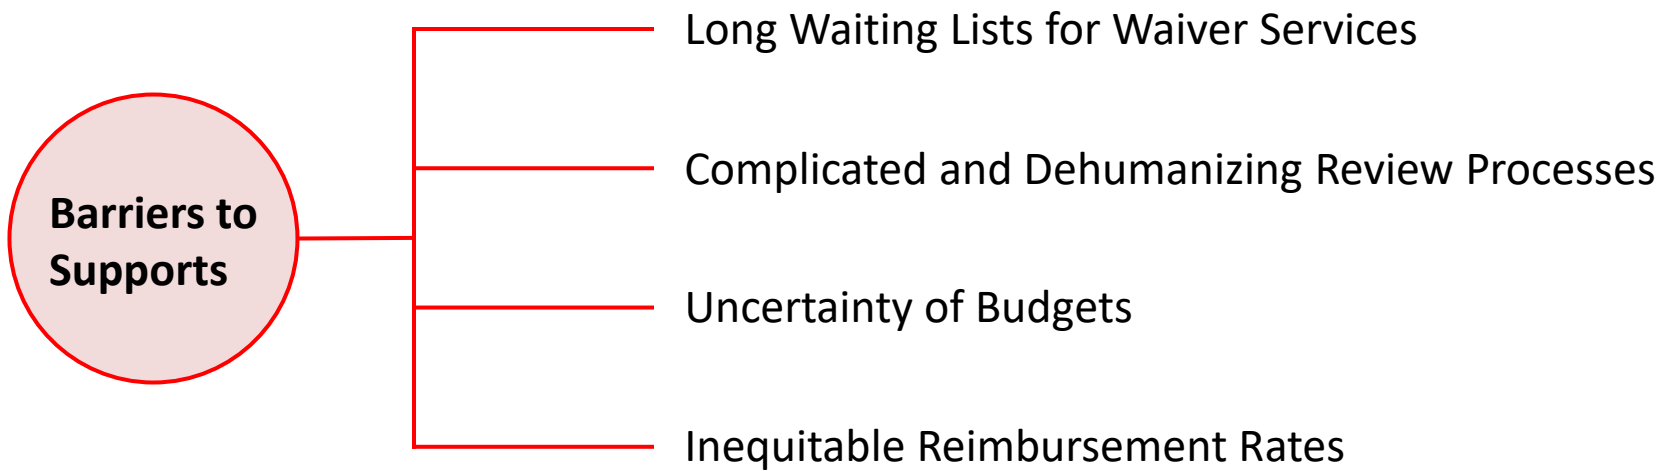 Barriers to
Supports
Long Waiting Lists for Waiver Services
Complicated and Dehumanizing Review Processes
Uncertainty of Budgets
Inequitable Reimbursement Rates